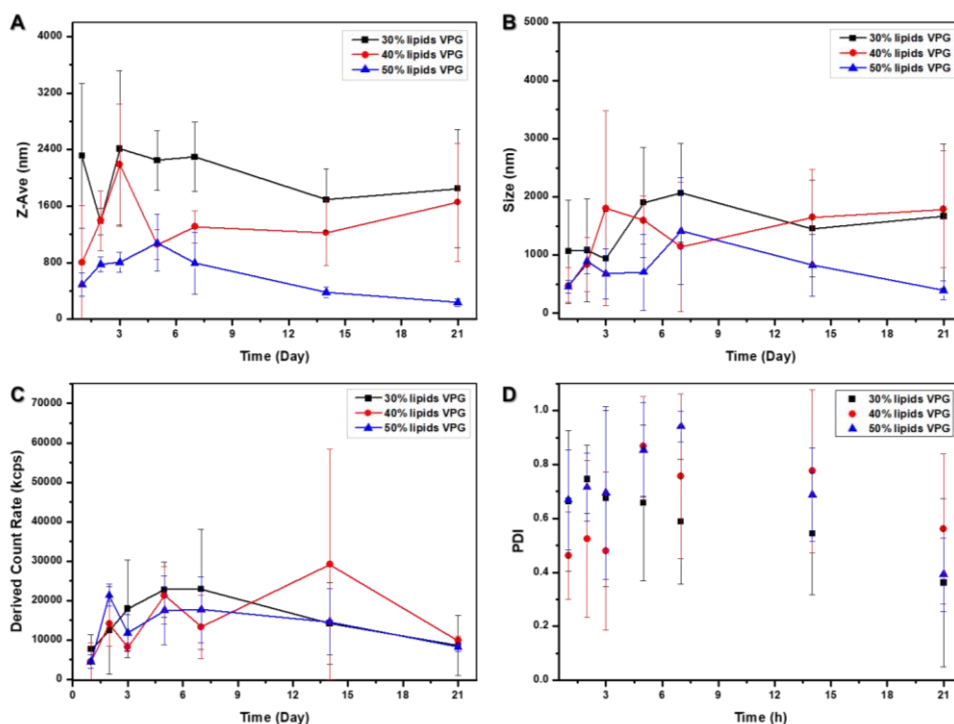 A
4000
3200
2400
1600
800
0
Z-Ave (nm)
30% lipids VPG
40% lipids VPG
50% lipids VPG
3
6
9
12
15
18
21
Time (Day)
B
5000
4000
3000
2000
1000
0
Size (nm)
30% lipids VPG
40% lipids VPG
50% lipids VPG
3
6
9
12
15
18
21
Time (Day)
C
70000
60000
50000
40000
30000
20000
10000
0
Derived Count Rate (kcps)
30% lipids VPG
40% lipids VPG
50% lipids VPG
0
3
6
9
12
15
18
21
Time (Day)
D
1.0
0.8
0.6
0.4
0.2
0.0
PDI
30% lipids VPG
40% lipids VPG
50% lipids VPG
3
6
9
12
15
18
21
Time (h)